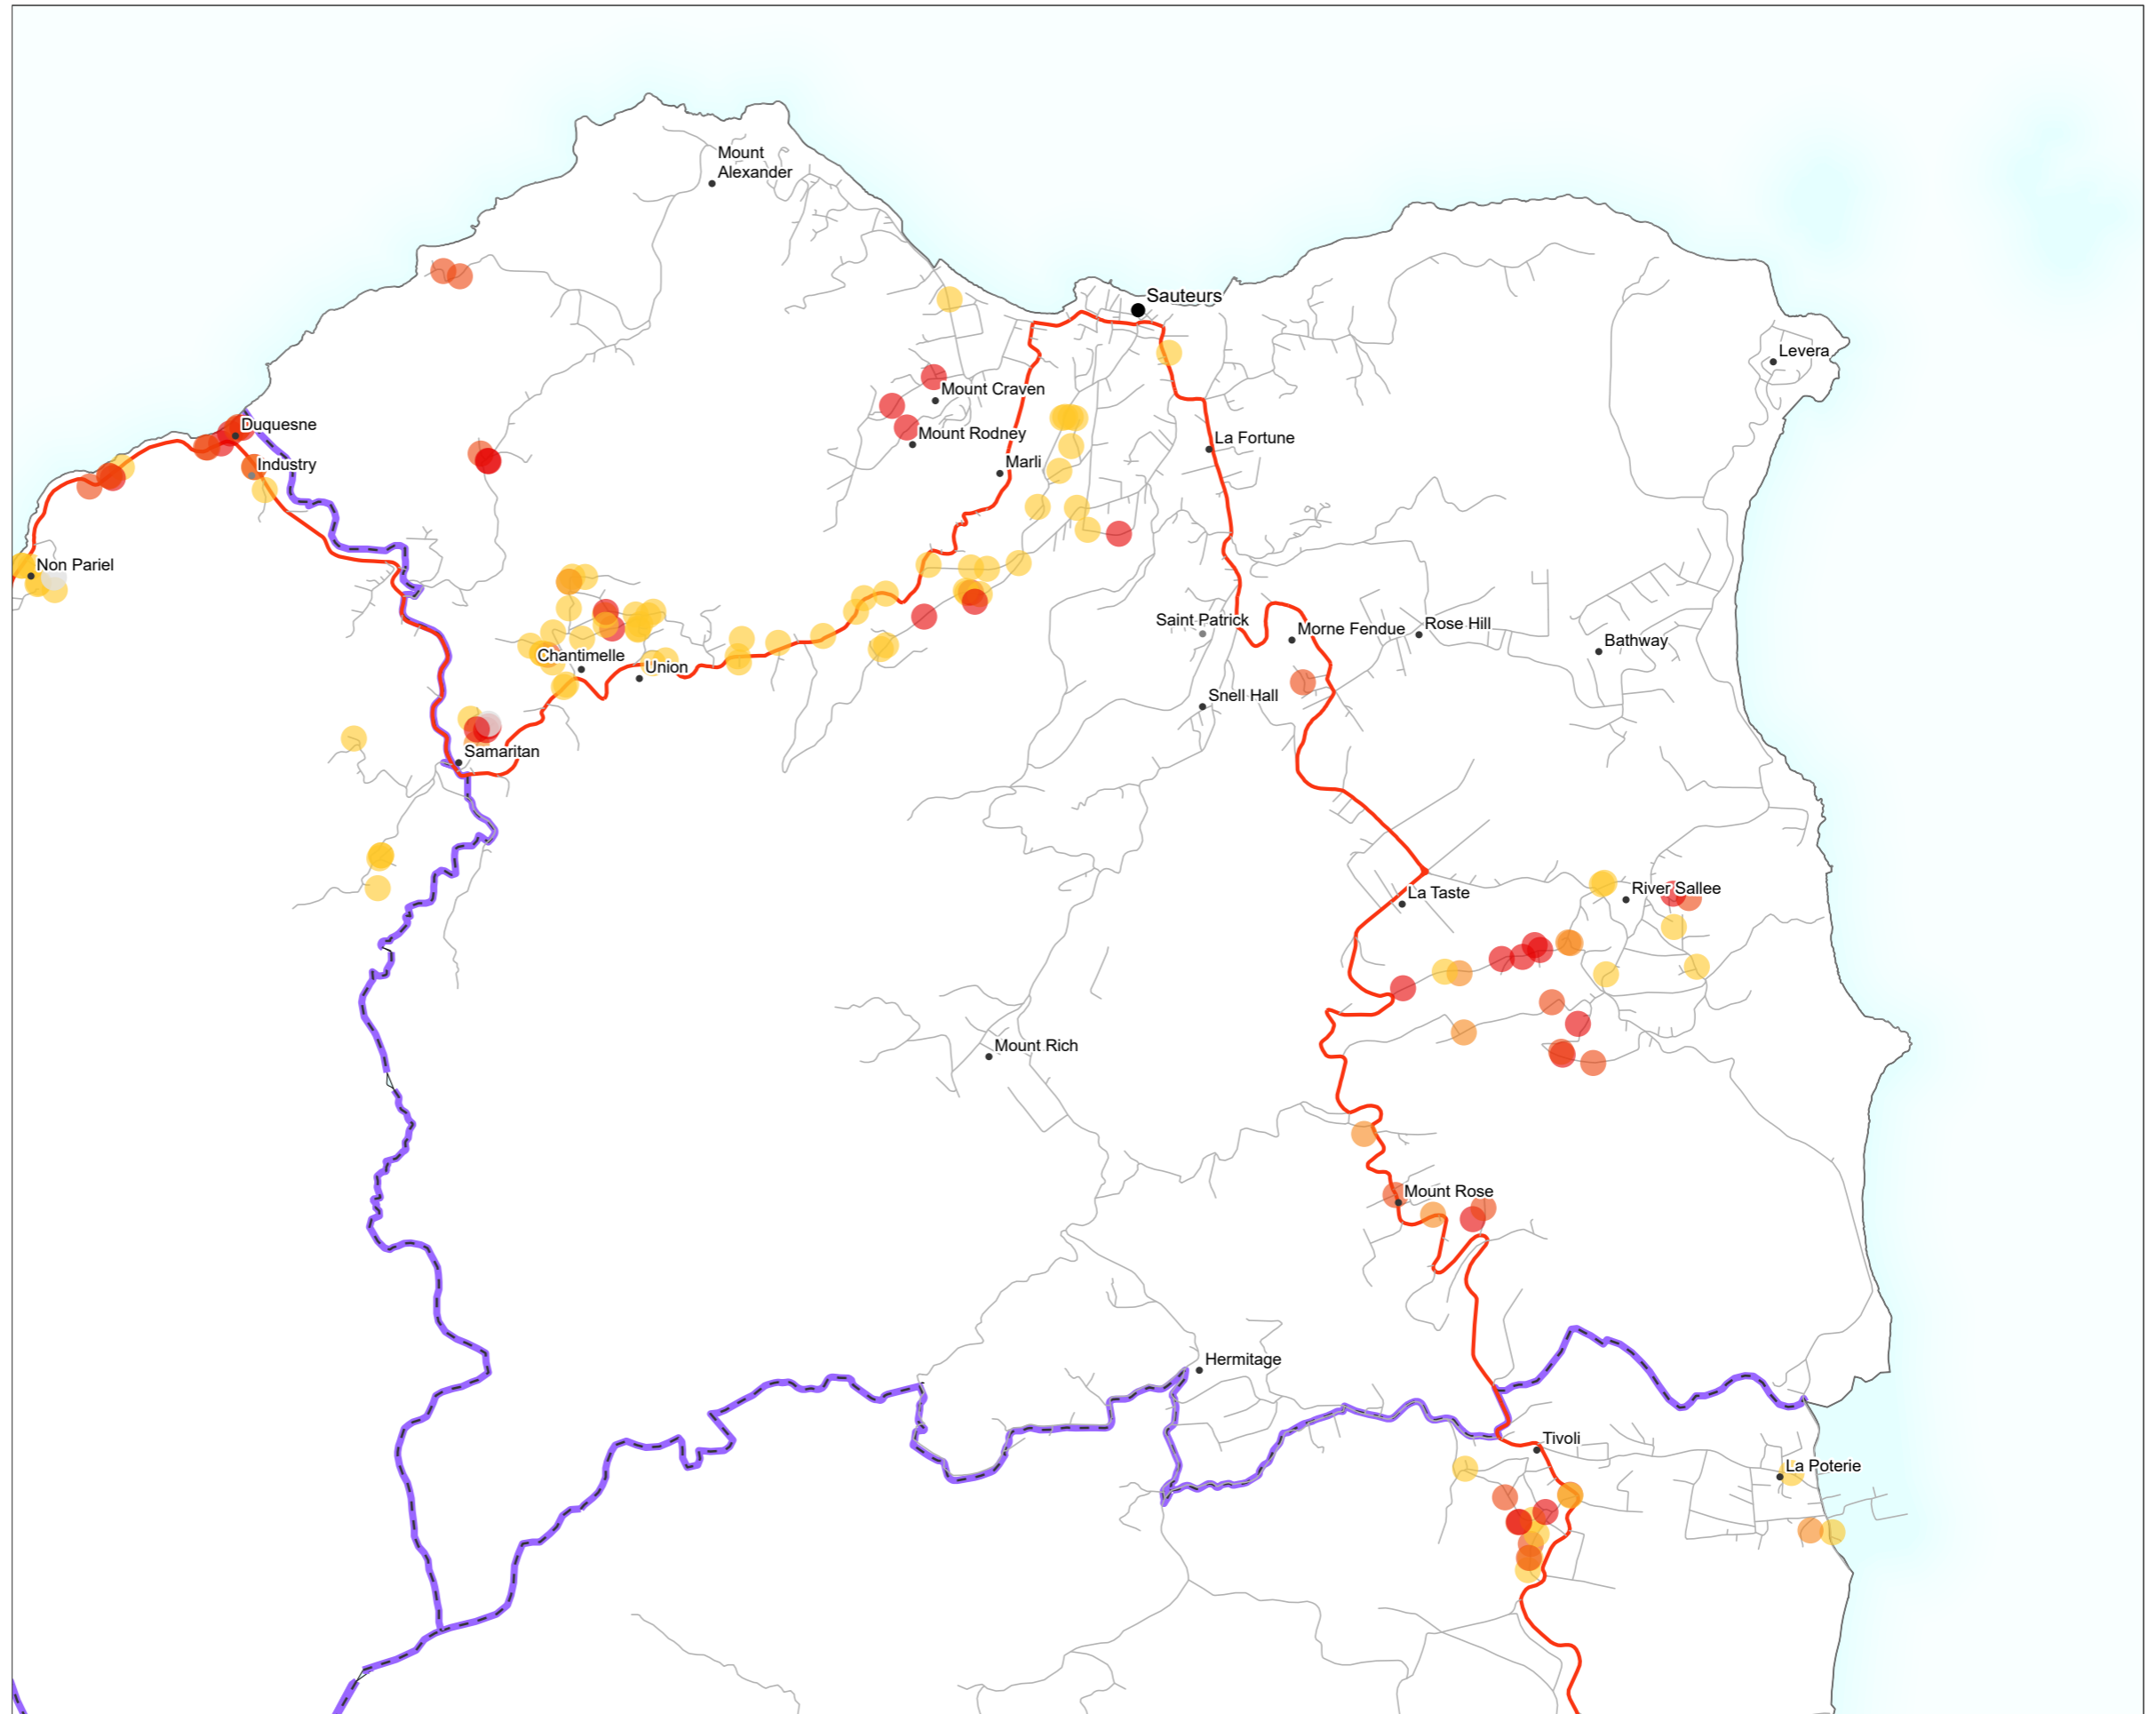 Mount
Alexander
Sauteurs
Levera
Mount Craven
Duquesne
Mount Rodney
La Fortune
Marli
Industry
Non Pariel
Saint Patrick
Morne Fendue
Rose Hill
Bathway
Chantimelle
Union
Snell Hall
Samaritan
River Sallee
La Taste
Mount Rich
Mount Rose
Hermitage
Tivoli
La Poterie